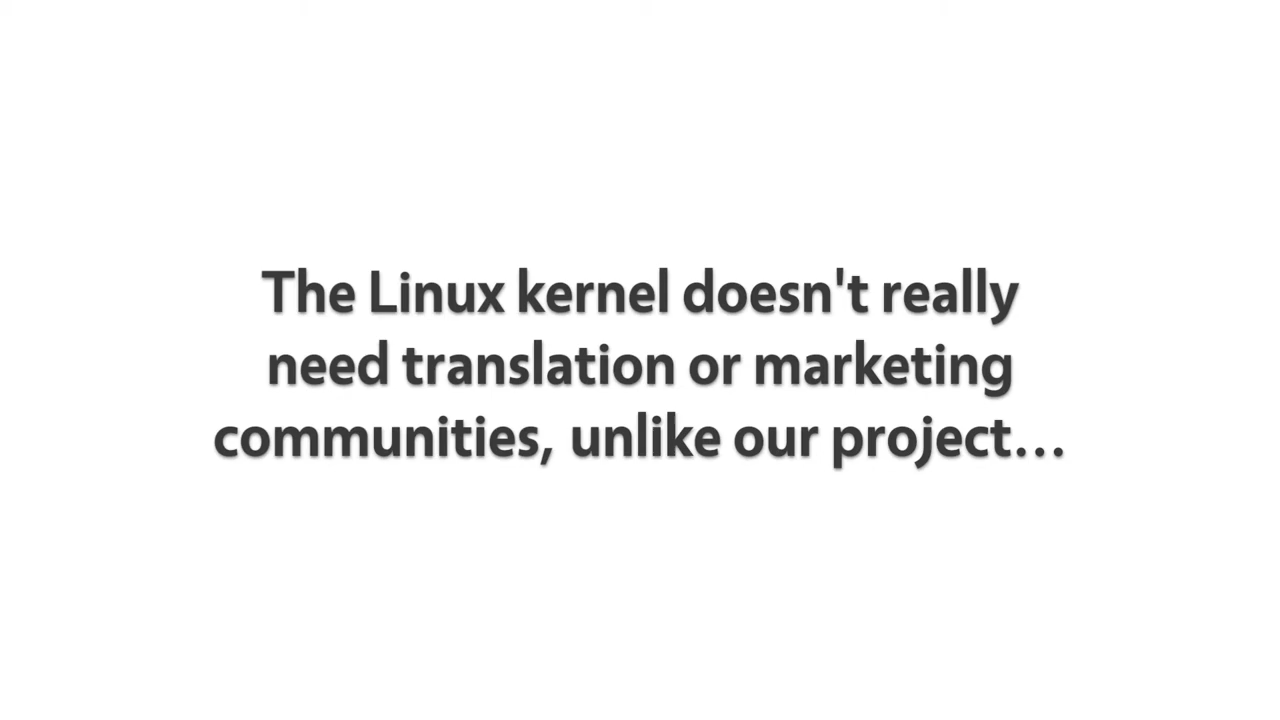 The Linux kernel doesn't really
need translation or marketing
communities, unlike our project…